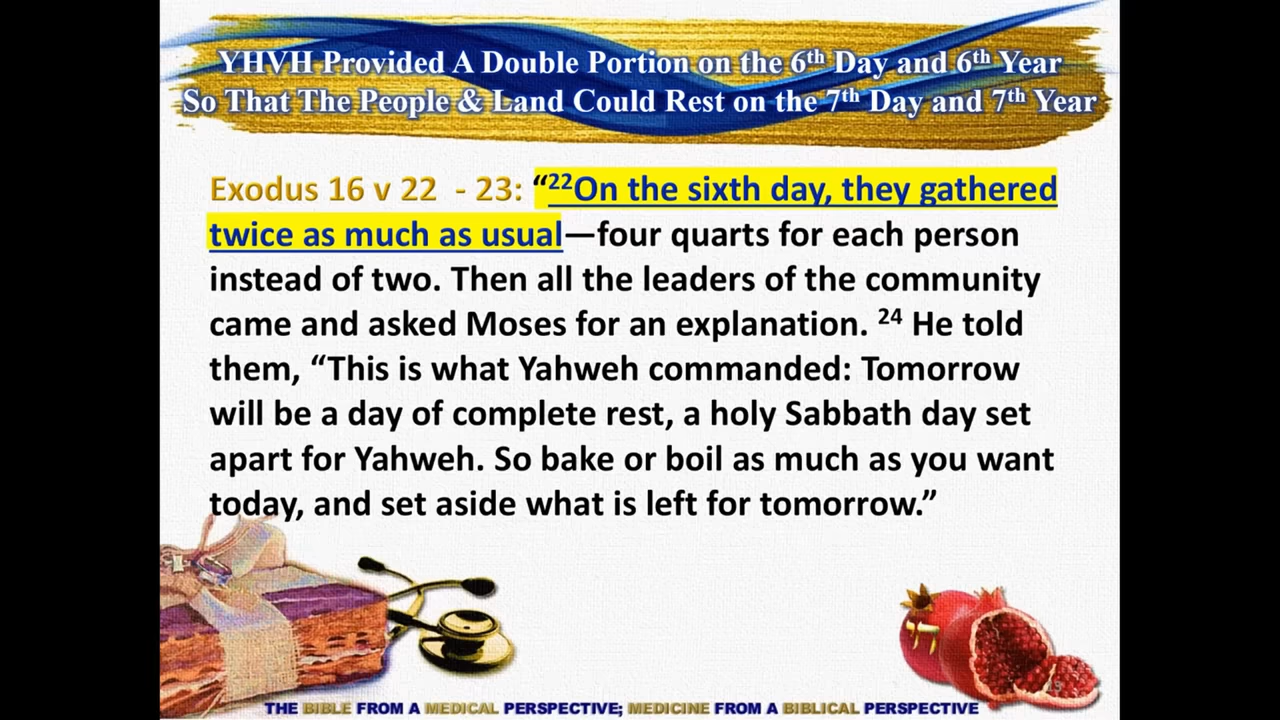 YHVH Provided A Double Portion on the 6th Day and 6th Year
So That The People & Land Could Rest on the 7th Day and 7th Year
Exodus 16 v 22  - 23: “22On the sixth day, they gathered
twice as much as usual—four quarts for each person
instead of two. Then all the leaders of the community
came and asked Moses for an explanation. 24 He told
them, “This is what Yahweh commanded: Tomorrow
will be a day of complete rest, a holy Sabbath day set
apart for Yahweh. So bake or boil as much as you want
today, and set aside what is left for tomorrow.”
THE BIBLE FROM A MEDICAL PERSPECTIVE; MEDICINE FROM A BIBLICAL PERSPECTIVE